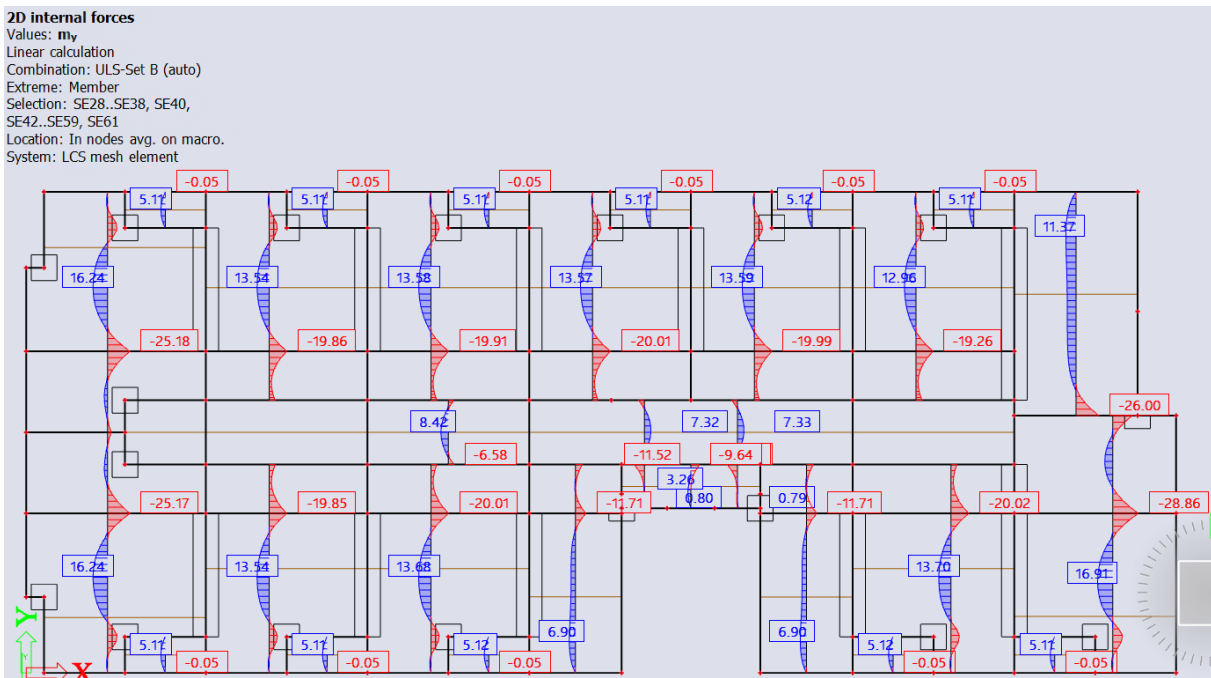 2D internal forces
Values: my
Linear calculation
Combination: ULS-Set B (auto)
Extreme: Member
Selection: SE28..SE38, SE40,
SE42..SE59, SE61
Location: In nodes avg. on macro.
System: LCS mesh element
-0.05 -0.05 -0.05 -0.05 -0.05 -0.05
5.11 5.11 5.11 5.11 5.12 5.11
11.37
16.24 13.54 13.58 13.57 13.59 12.96
-25.18 -19.86 -19.91 -20.01 -19.99 -19.26
-26.00
8.42 7.32 7.33
-6.58 -11.52 -9.64
3.26
0.80 0.79
-25.17 -19.85 -20.01 -11.71 -11.71 -20.02 -28.86
16.24 13.54 13.68 13.70 16.91
6.90 6.90
5.11 5.11 5.12 5.12 5.11
-0.05 -0.05 -0.05 -0.05 -0.05
Y
X